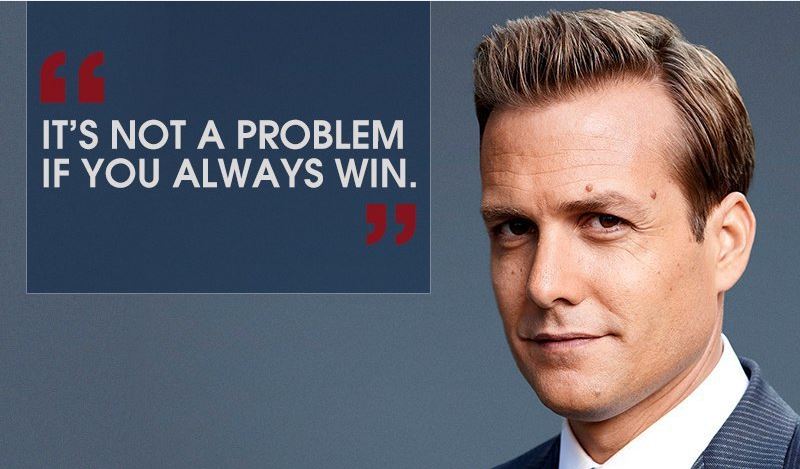 “
IT’S NOT A PROBLEM
IF YOU ALWAYS WIN.
”